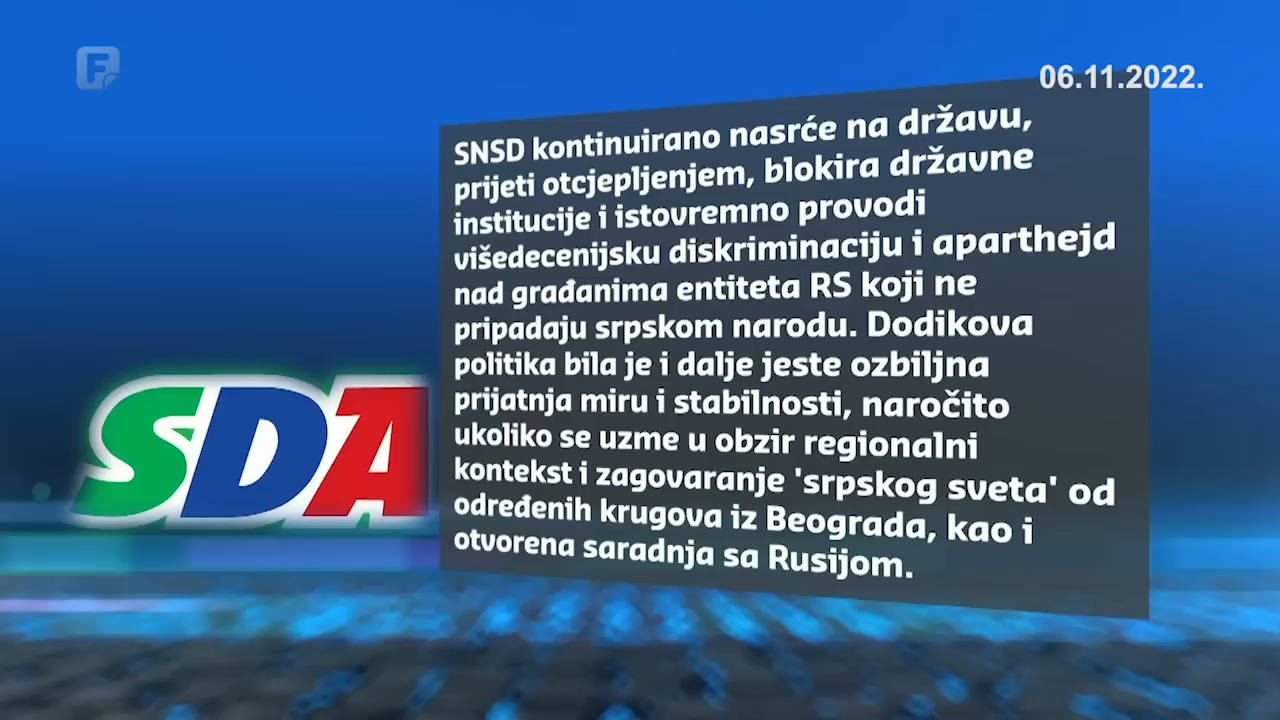 F
06.11.2022.
SNSD kontinuirano nasrće na državu,
prijeti otcjepljenjem, blokira državne
institucije i istovremno provodi
višedecenijsku diskriminaciju i aparthejd
nad građanima entiteta RS koji ne
pripadaju srpskom narodu. Dodikova
politika bila je i dalje jeste ozbiljna
prijatnja miru i stabilnosti, naročito
ukoliko se uzme u obzir regionalni
kontekst i zagovaranje 'srpskog sveta' od
određenih krugova iz Beograda, kao i
otvorena saradnja sa Rusijom.
SDA